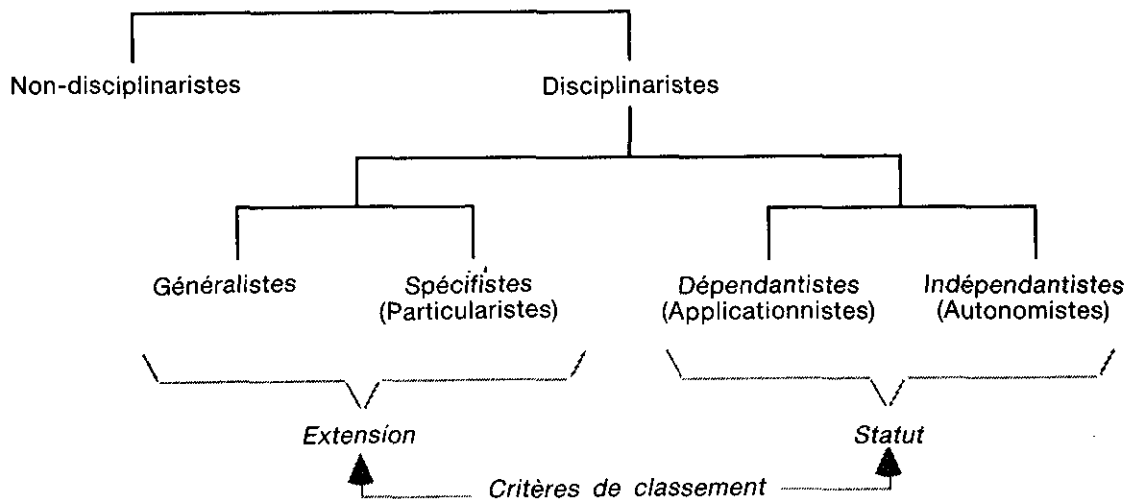 Non-disciplinaristes
Disciplinaristes
Généralistes
Spécifistes
(Particularistes)
Dépendantistes
(Applicationnistes)
Indépendantistes
(Autonomistes)
Extension
Statut
Critères de classement